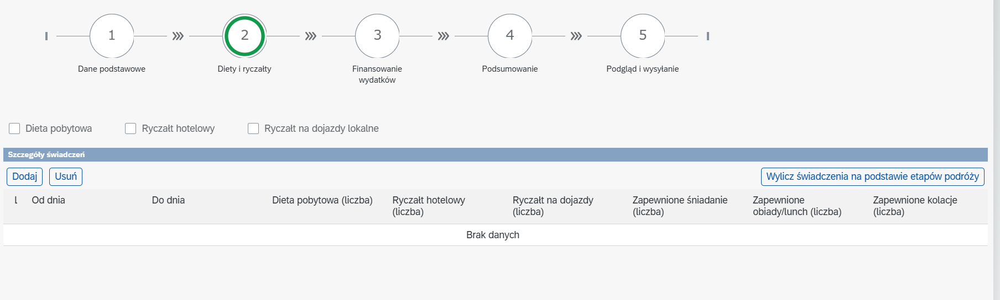 1
2
3
4
5
Dane podstawowe
Diety i ryczałty
Finansowanie
wydatków
Podsumowanie
Podgląd i wysyłanie
Dieta pobytowa
Ryczałt hotelowy
Ryczałt na dojazdy lokalne
Szczegóły świadczeń
Dodaj
Usuń
Wylicz świadczenia na podstawie etapów podróży
Od dnia
Do dnia
Dieta pobytowa (liczba)
Ryczałt hotelowy
(liczba)
Ryczałt na dojazdy
(liczba)
Zapewnione śniadanie
(liczba)
Zapewnione
obiady/lunch (liczba)
Zapewnione kolacje
(liczba)
Brak danych